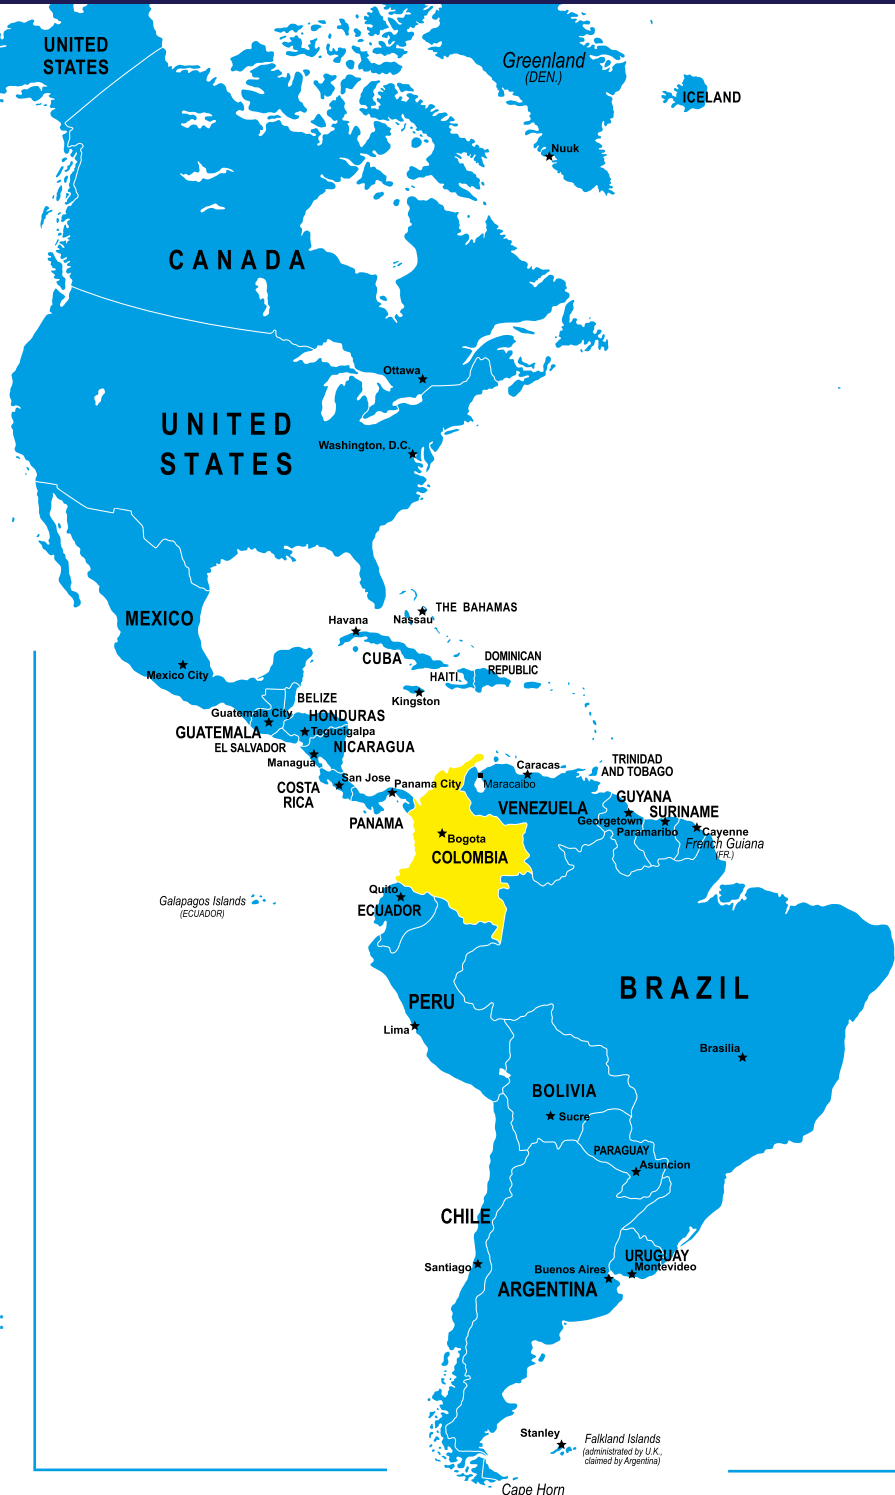 UNITED
STATES
Greenland
(DEN.)
ICELAND
Nuuk
CANADA
Ottawa
UNITED
STATES
Washington, D.C.
MEXICO
Mexico City
Havana
Nassau
THE BAHAMAS
CUBA
HAITI
DOMINICAN
REPUBLIC
Kingston
BELIZE
Guatemala City
HONDURAS
GUATEMALA
Tegucigalpa
EL SALVADOR
NICARAGUA
Managua
San Jose
COSTA
RICA
Panama City
PANAMA
Maracaibo
Caracas
TRINIDAD
AND TOBAGO
VENEZUELA
GUYANA
Georgetown
SURINAME
Paramaribo
Cayenne
French Guiana
(FR.)
Bogota
COLOMBIA
Quito
ECUADOR
Galapagos Islands
(ECUADOR)
PERU
Lima
BRAZIL
Brasilia
BOLIVIA
Sucre
PARAGUAY
Asuncion
CHILE
Santiago
URUGUAY
Montevideo
Buenos Aires
ARGENTINA
Stanley
Falkland Islands
(administrated by U.K.,
claimed by Argentina)
Cape Horn